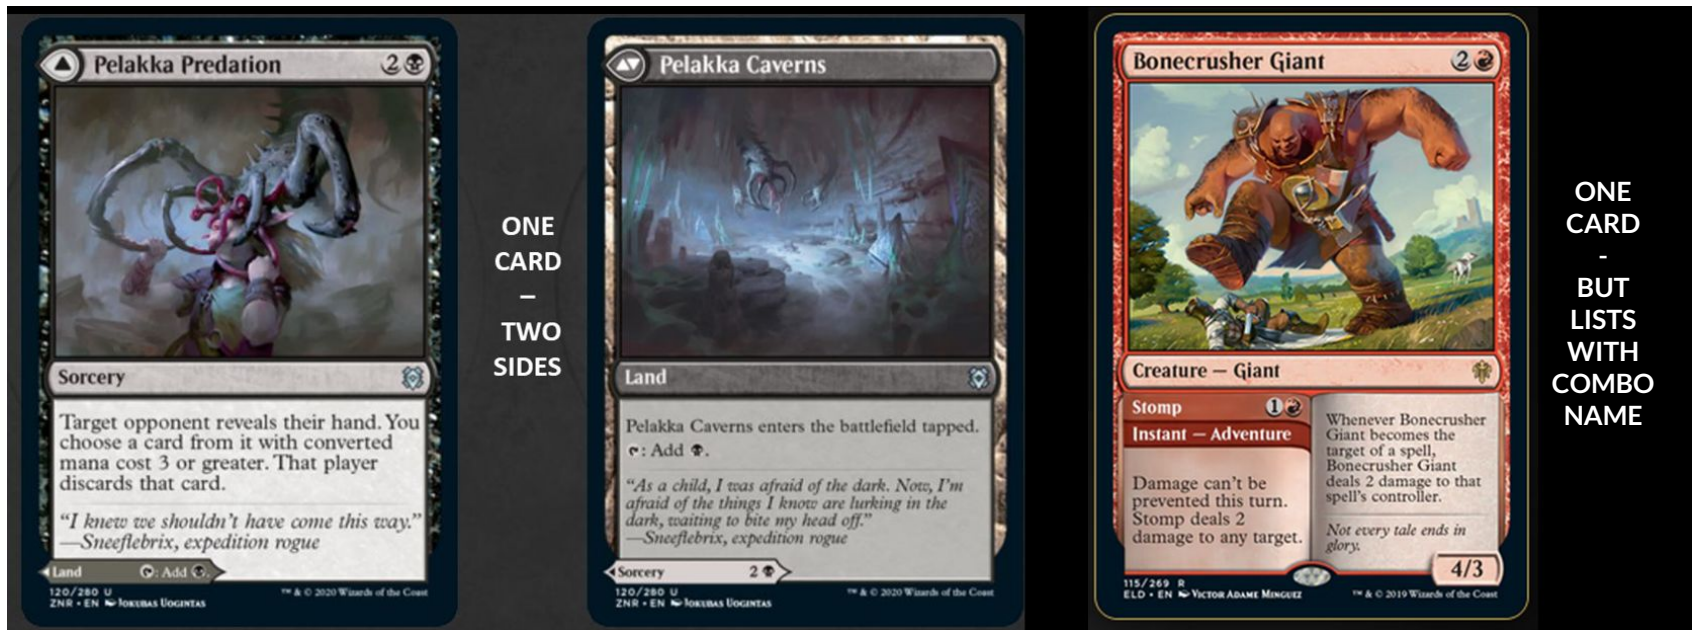 Pelakka Predation 2
Sorcery
Target opponent reveals their hand. You
choose a card from it with converted
mana cost 3 or greater. That player
discards that card.
“I knew we shouldn’t have come this way.”
—Sneeflebrix, expedition rogue
Land : Add .
120/280 U
ZNR • EN Jokubas Uogintas
™ & © 2020 Wizards of the Coast
ONE
CARD
–
TWO
SIDES
Pelakka Caverns
Land
Pelakka Caverns enters the battlefield tapped.
: Add .
“As a child, I was afraid of the dark. Now, I’m
afraid of the things I know are lurking in the
dark, waiting to bite my head off.”
—Sneeflebrix, expedition rogue
Sorcery 2
120/280 U
ZNR • EN Jokubas Uogintas
™ & © 2020 Wizards of the Coast
Bonecrusher Giant 2
Creature — Giant
Stomp 1
Instant — Adventure
Damage can’t be
prevented this turn.
Stomp deals 2
damage to any target.
Whenever Bonecrusher
Giant becomes the
target of a spell,
Bonecrusher Giant
deals 2 damage to that
spell’s controller.
Not every tale ends in
glory.
4/3
115/269 R
ELD • EN Victor Adame Minguez
™ & © 2019 Wizards of the Coast
ONE
CARD
-
BUT
LISTS
WITH
COMBO
NAME